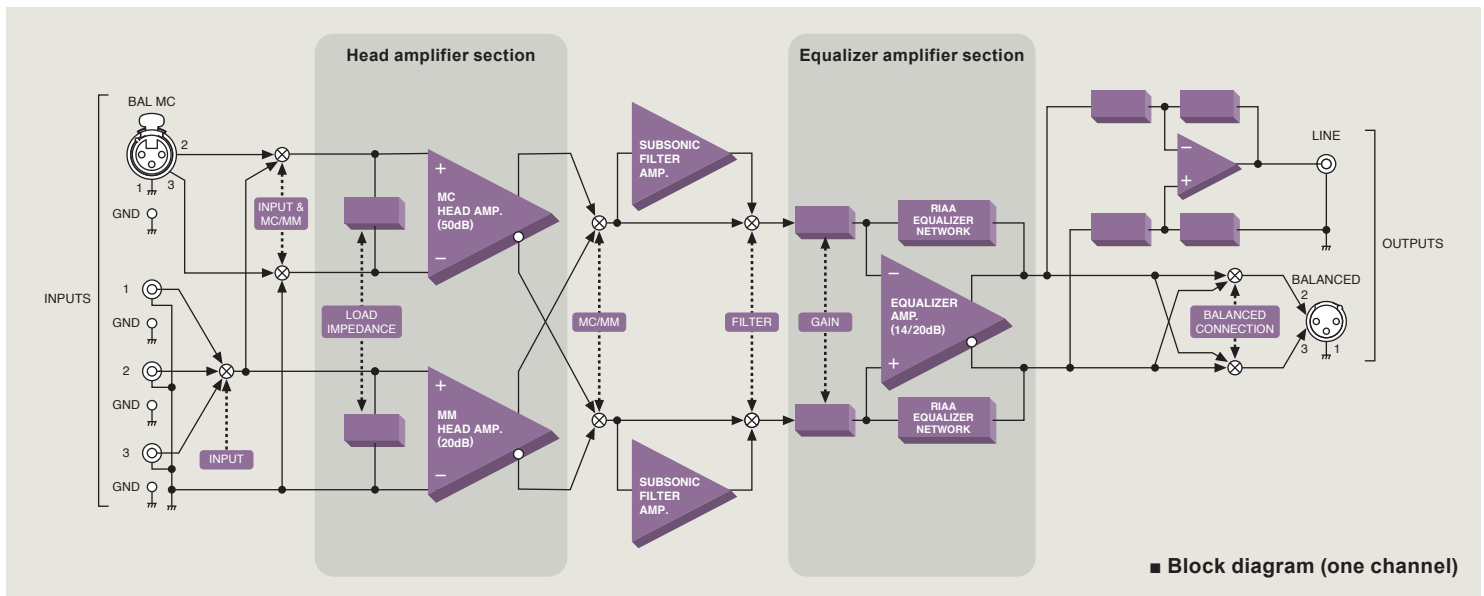 Head amplifier section
Equalizer amplifier section
INPUTS
BAL MC
2
1
3
GND
1
GND
2
GND
3
GND
INPUT &
MC/MM
INPUT
LOAD
IMPEDANCE
+
MC
HEAD AMP.
(50dB)
−
+
MM
HEAD AMP.
(20dB)
−
MC/MM
SUBSONIC
FILTER
AMP.
SUBSONIC
FILTER
AMP.
FILTER
GAIN
RIAA
EQUALIZER
NETWORK
−
EQUALIZER
AMP.
(14/20dB)
+
RIAA
EQUALIZER
NETWORK
−
+
LINE
OUTPUTS
BALANCED
2
3
1
BALANCED
CONNECTION
■ Block diagram (one channel)